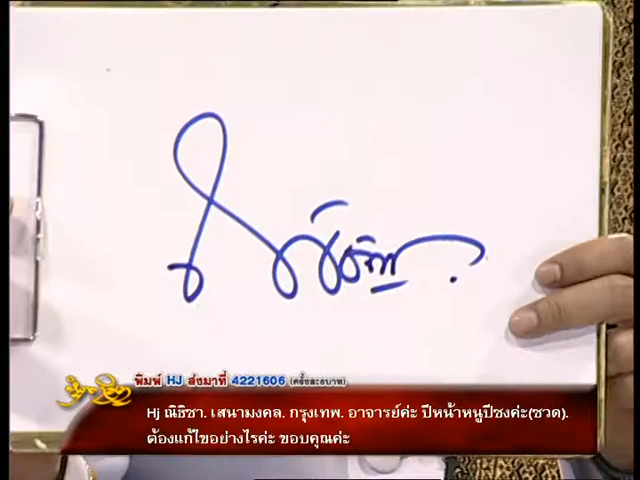 พิมพ์ HJ ส่งมาที่ 4221606 (ครั้งละ6บาท)
Hj ณิธิชา. เสนามงคล. กรุงเทพ. อาจารย์ค่ะ ปีหน้าหนูปีชงค่ะ(ชวด).
ต้องแก้ไขอย่างไรค่ะ ขอบคุณค่ะ